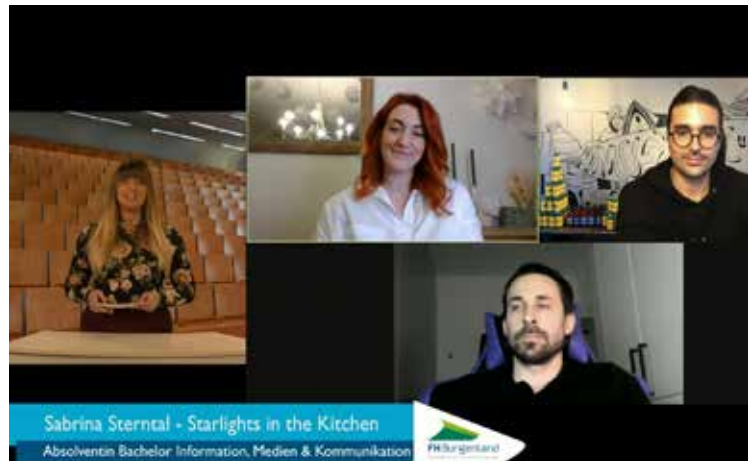 Sabrina Sterntal - Starlights in the Kitchen
Absolventin Bachelor Information, Medien & Kommunikation
FH Burgenland